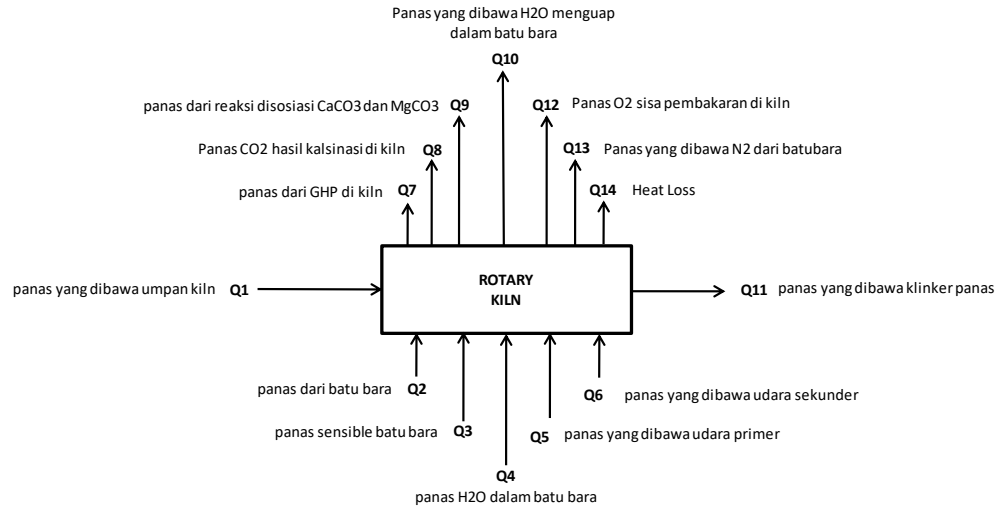 Panas yang dibawa H2O menguap
dalam batu bara
Q10
panas dari reaksi disosiasi CaCO3 dan MgCO3 Q9
Q12 Panas O2 sisa pembakaran di kiln
Panas CO2 hasil kalsinasi di kiln Q8
Q13 Panas yang dibawa N2 dari batubara
panas dari GHP di kiln Q7
Q14 Heat Loss
ROTARY
KILN
panas yang dibawa umpan kiln Q1
Q11 panas yang dibawa klinker panas
panas dari batu bara Q2
Q6 panas yang dibawa udara sekunder
panas sensible batu bara Q3
Q5 panas yang dibawa udara primer
Q4
panas H2O dalam batu bara